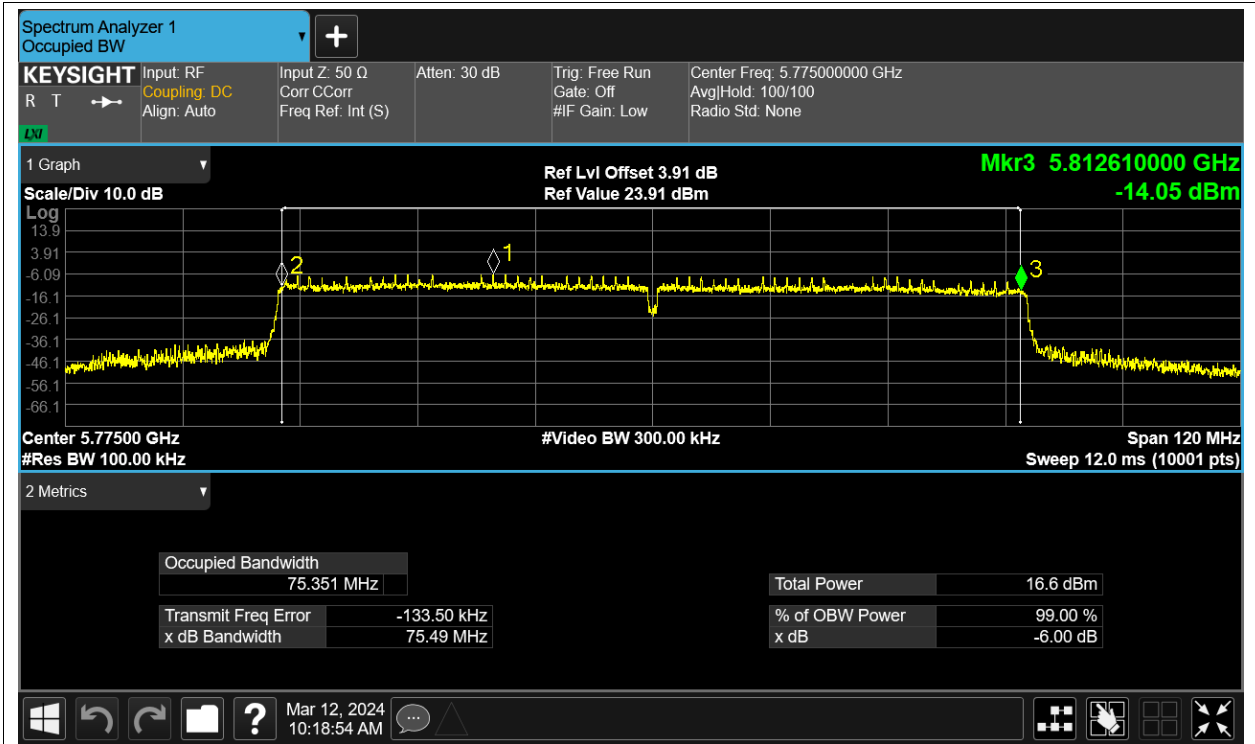 Spectrum Analyzer 1
Occupied BW
KEYSIGHT
R T
LXI
Input: RF
Coupling: DC
Align: Auto
Input Z: 50 Ω
Corr CCorr
Freq Ref: Int (S)
Atten: 30 dB
Trig: Free Run
Gate: Off
#IF Gain: Low
Center Freq: 5.775000000 GHz
Avg|Hold: 100/100
Radio Std: None
1 Graph
Scale/Div 10.0 dB
Ref Lvl Offset 3.91 dB
Ref Value 23.91 dBm
Mkr3 5.812610000 GHz
-14.05 dBm
Log
13.9
3.91
-6.09
-16.1
-26.1
-36.1
-46.1
-56.1
-66.1
2
1
3
Center 5.77500 GHz
#Video BW 300.00 kHz
Span 120 MHz
#Res BW 100.00 kHz
Sweep 12.0 ms (10001 pts)
2 Metrics
Occupied Bandwidth
75.351 MHz
Transmit Freq Error -133.50 kHz
x dB Bandwidth 75.49 MHz
Total Power 16.6 dBm
% of OBW Power 99.00 %
x dB -6.00 dB
?
Mar 12, 2024
10:18:54 AM